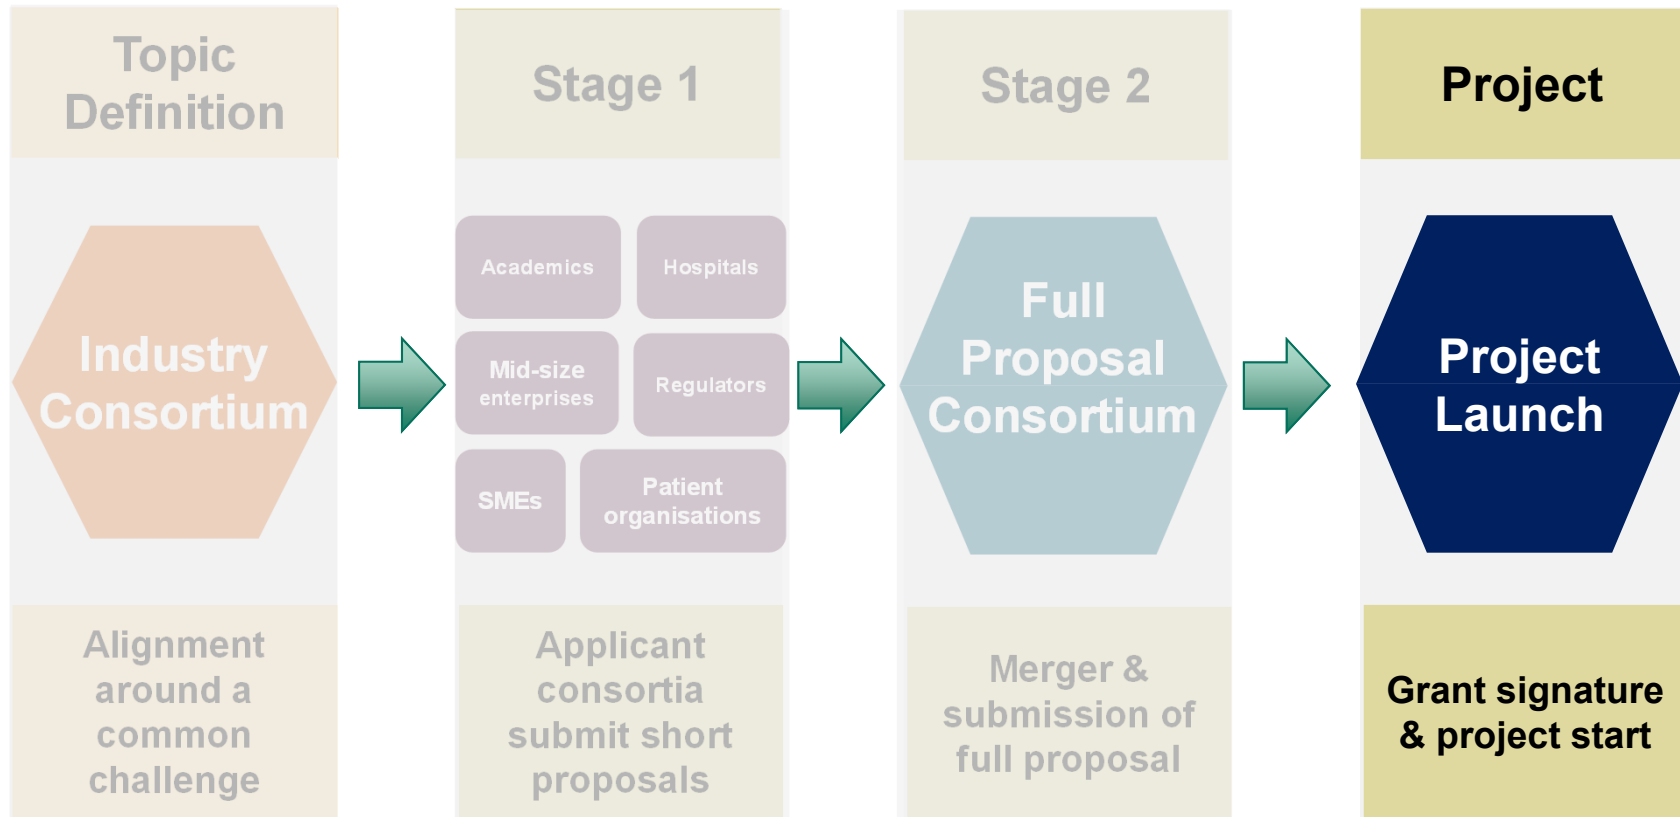 Topic
Definition
Industry
Consortium
Alignment
around a
common
challenge
Stage 1
Academics
Hospitals
Mid-size
enterprises
Regulators
SMEs
Patient
organisations
Applicant
consortia
submit short
proposals
Stage 2
Full
Proposal
Consortium
Merger &
submission of
full proposal
Project
Project
Launch
Grant signature
& project start